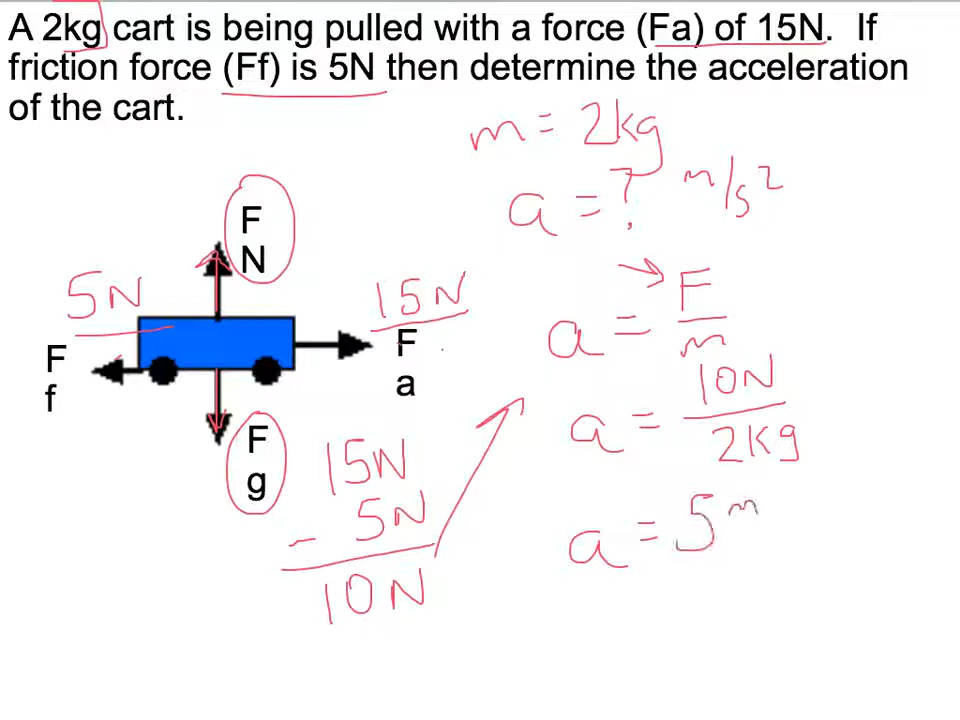 A 2kg cart is being pulled with a force (Fa) of 15N. If
friction force (Ff) is 5N then determine the acceleration
of the cart.
m = 2kg
a = ? m/s2
F
N
5N
15N
F
f
F
a
F
g
a = F
m
a = 10N
2kg
15N
- 5N
10N
a = 5 m